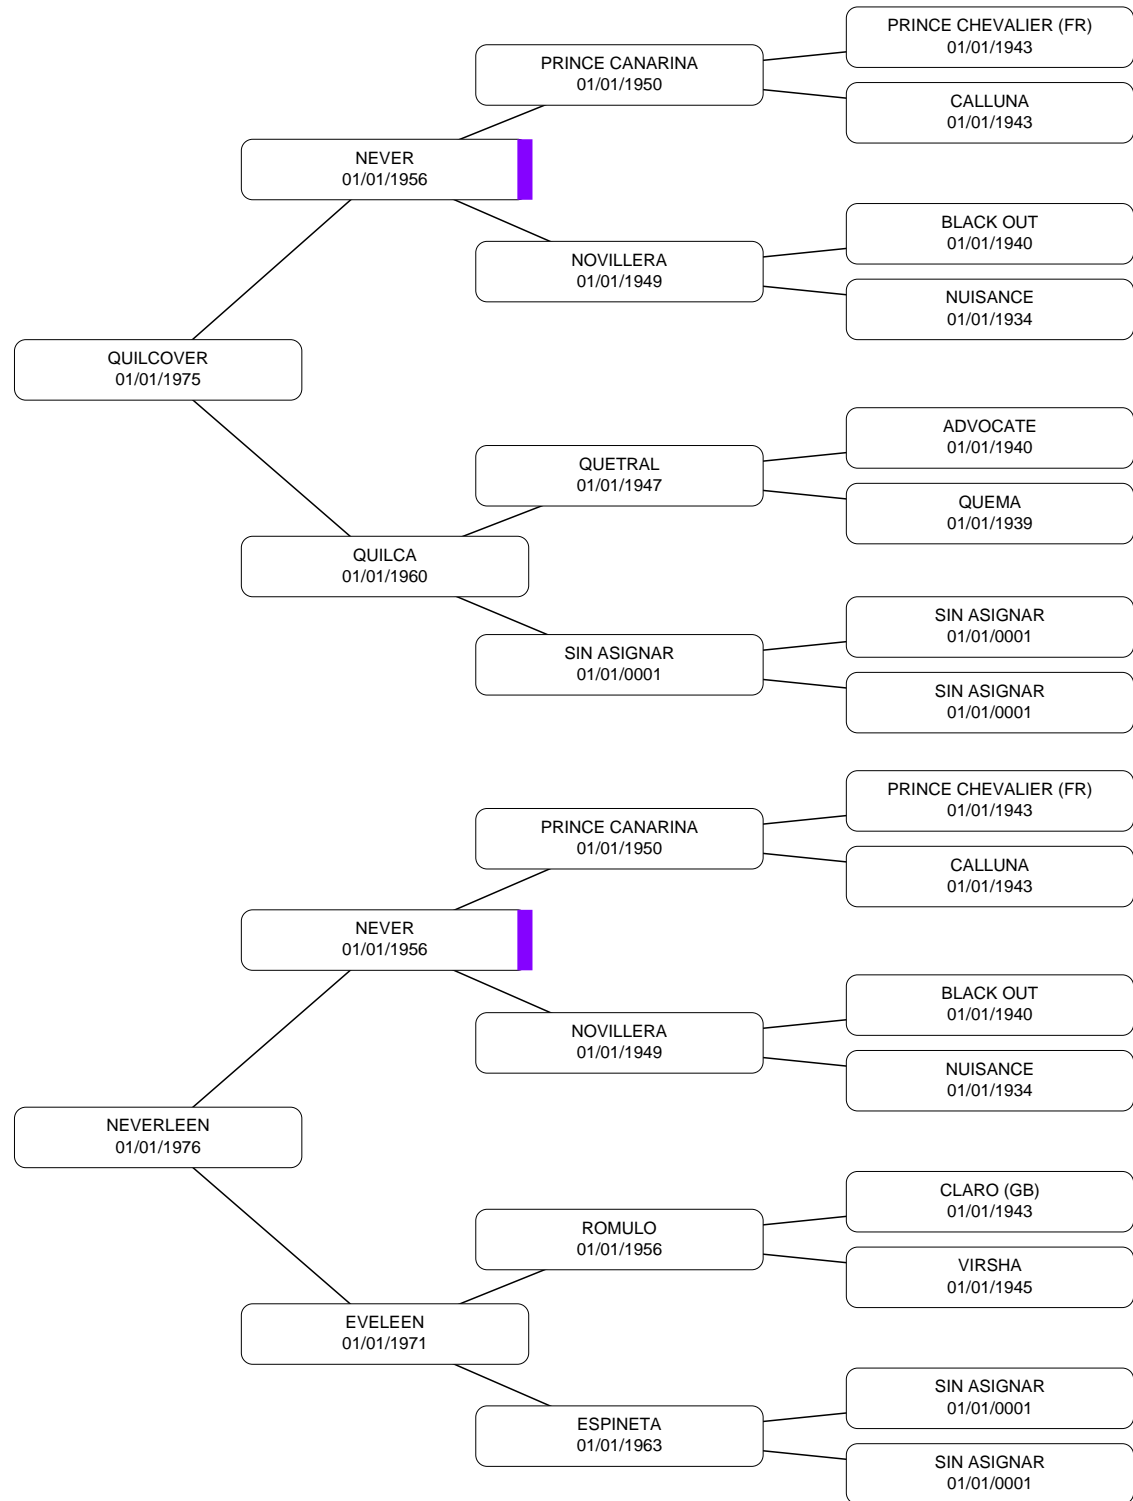 PRINCE CHEVALIER (FR)
01/01/1943
PRINCE CANARINA
01/01/1950
CALLUNA
01/01/1943
NEVER
01/01/1956
BLACK OUT
01/01/1940
NOVILLERA
01/01/1949
NUISANCE
01/01/1934
QUILCOVER
01/01/1975
ADVOCATE
01/01/1940
QUETRAL
01/01/1947
QUEMA
01/01/1939
QUILCA
01/01/1960
SIN ASIGNAR
01/01/0001
SIN ASIGNAR
01/01/0001
SIN ASIGNAR
01/01/0001
PRINCE CHEVALIER (FR)
01/01/1943
PRINCE CANARINA
01/01/1950
CALLUNA
01/01/1943
NEVER
01/01/1956
BLACK OUT
01/01/1940
NOVILLERA
01/01/1949
NUISANCE
01/01/1934
NEVERLEEN
01/01/1976
CLARO (GB)
01/01/1943
ROMULO
01/01/1956
VIRSHA
01/01/1945
EVELEEN
01/01/1971
SIN ASIGNAR
01/01/0001
ESPINETA
01/01/1963
SIN ASIGNAR
01/01/0001